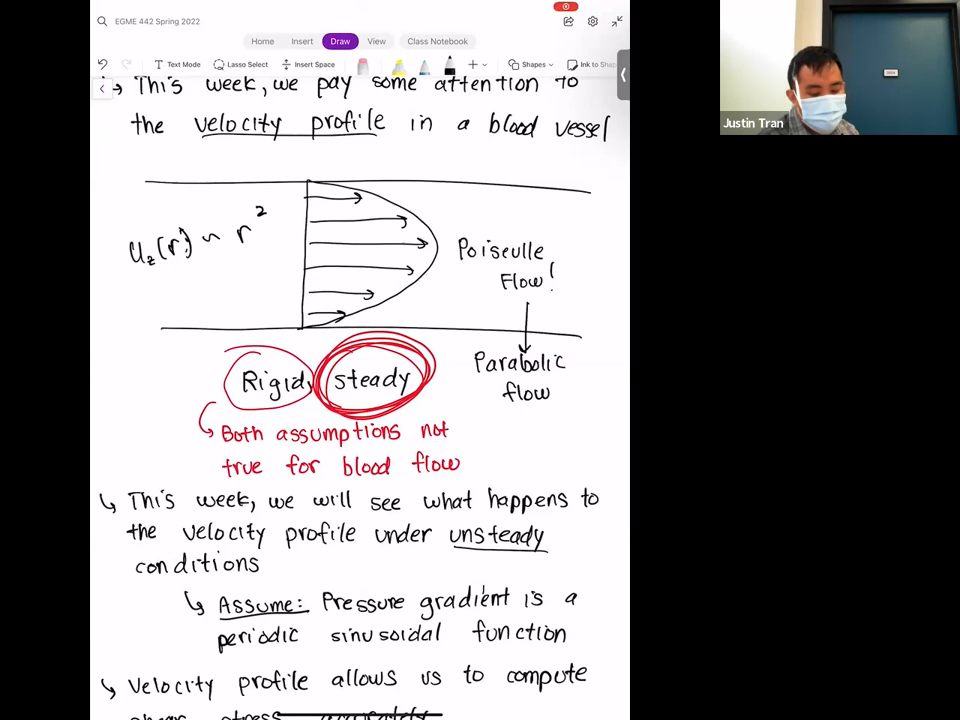 EGME 442 Spring 2022
Home Insert Draw View Class Notebook
Text Mode Lasso Select Insert Space Shapes Ink to Shap
This week, we pay some attention to
the velocity profile in a blood vessel
Uz(r) ~ r²
Poiseulle
Flow!
Parabolic
flow
Rigid, steady
Both assumptions not
true for blood flow
This week, we will see what happens to
the velocity profile under unsteady
conditions
Assume: Pressure gradient is a
periodic sinusoidal function
Velocity profile allows us to compute
Justin Tran